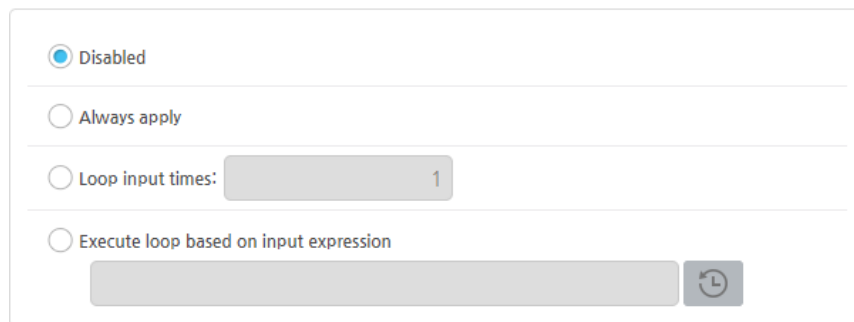 Disabled
Always apply
Loop input times: 1
Execute loop based on input expression